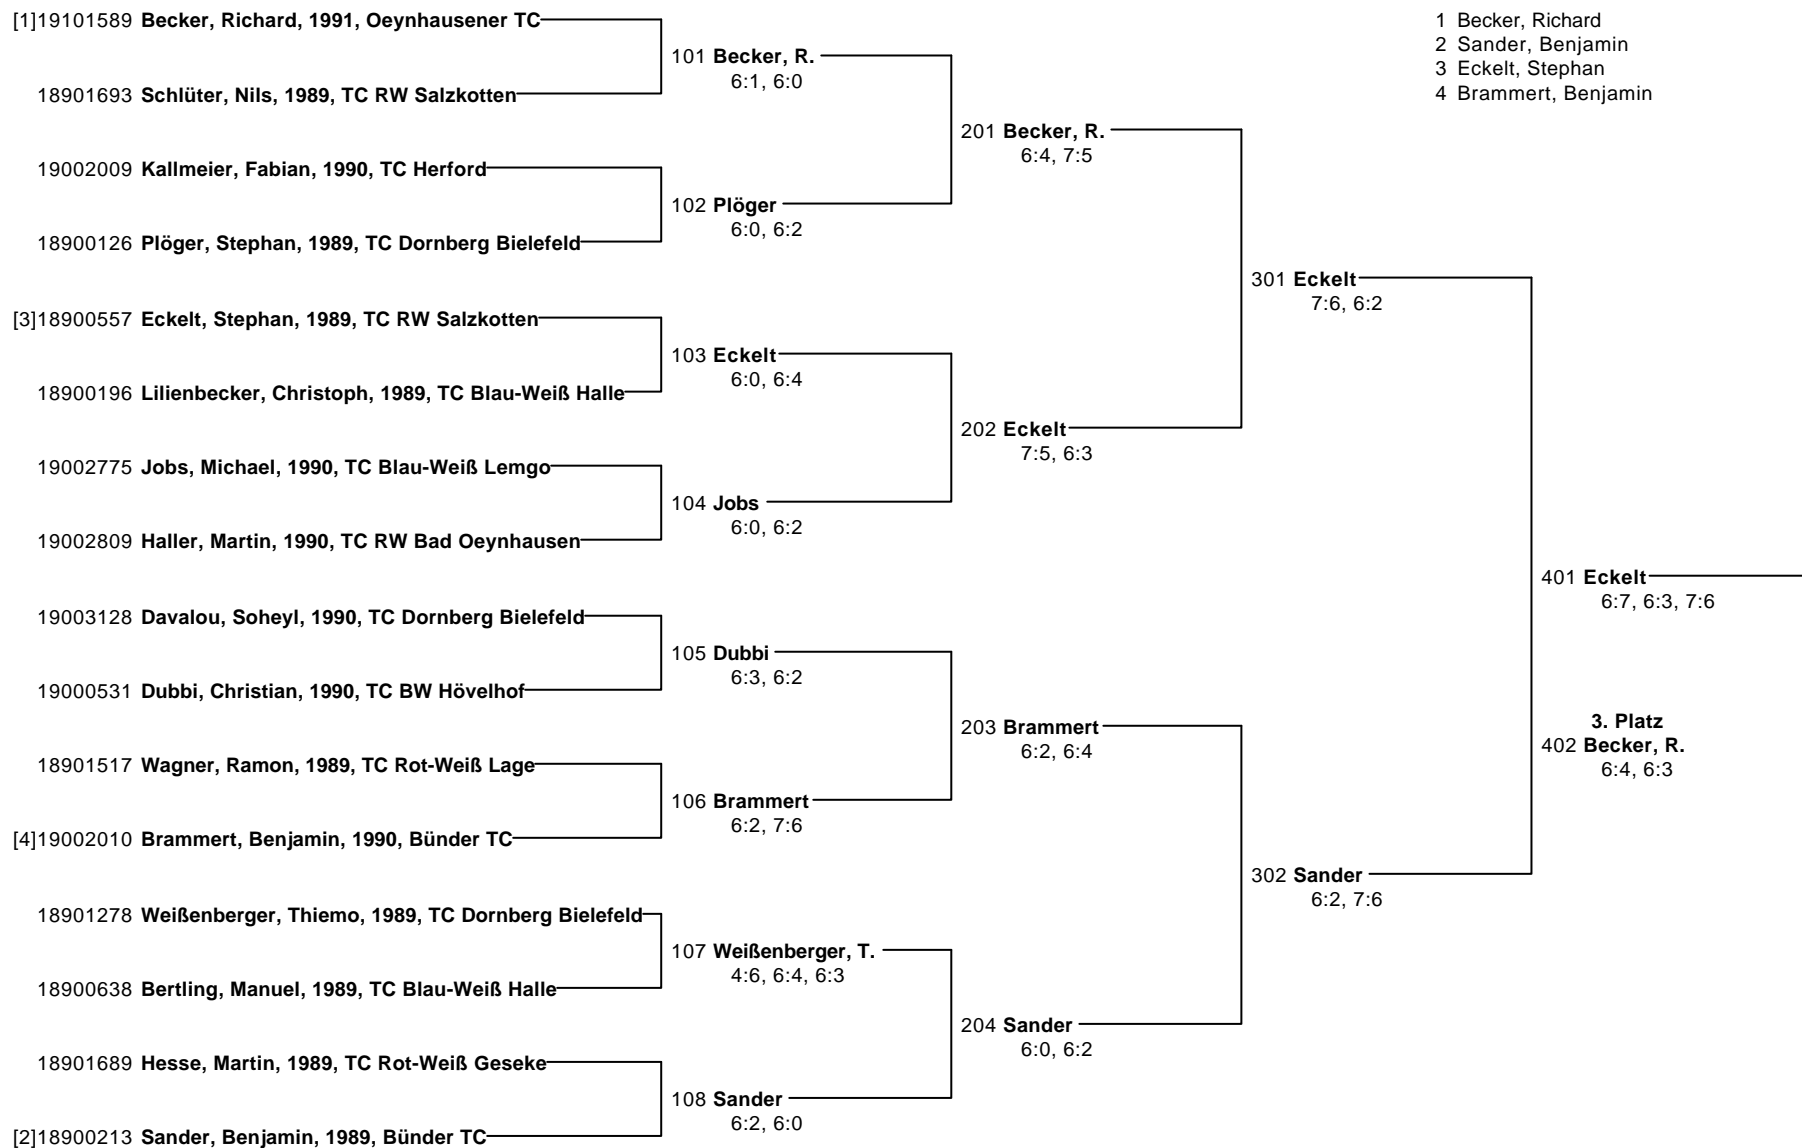 [1]19101589 Becker, Richard, 1991, Oeynhausener TC
18901693 Schlüter, Nils, 1989, TC RW Salzkotten
19002009 Kallmeier, Fabian, 1990, TC Herford
18900126 Plöger, Stephan, 1989, TC Dornberg Bielefeld
[3]18900557 Eckelt, Stephan, 1989, TC RW Salzkotten
18900196 Lilienbecker, Christoph, 1989, TC Blau-Weiß Halle
19002775 Jobs, Michael, 1990, TC Blau-Weiß Lemgo
19002809 Haller, Martin, 1990, TC RW Bad Oeynhausen
19003128 Davalou, Soheyl, 1990, TC Dornberg Bielefeld
19000531 Dubbi, Christian, 1990, TC BW Hövelhof
18901517 Wagner, Ramon, 1989, TC Rot-Weiß Lage
[4]19002010 Brammert, Benjamin, 1990, Bünder TC
18901278 Weißenberger, Thiemo, 1989, TC Dornberg Bielefeld
18900638 Bertling, Manuel, 1989, TC Blau-Weiß Halle
18901689 Hesse, Martin, 1989, TC Rot-Weiß Geseke
[2]18900213 Sander, Benjamin, 1989, Bünder TC
101 Becker, R.
6:1, 6:0
102 Plöger
6:0, 6:2
103 Eckelt
6:0, 6:4
104 Jobs
6:0, 6:2
105 Dubbi
6:3, 6:2
106 Brammert
6:2, 7:6
107 Weißenberger, T.
4:6, 6:4, 6:3
108 Sander
6:2, 6:0
201 Becker, R.
6:4, 7:5
202 Eckelt
7:5, 6:3
203 Brammert
6:2, 6:4
204 Sander
6:0, 6:2
301 Eckelt
7:6, 6:2
302 Sander
6:2, 7:6
401 Eckelt
6:7, 6:3, 7:6
3. Platz
402 Becker, R.
6:4, 6:3
1 Becker, Richard
2 Sander, Benjamin
3 Eckelt, Stephan
4 Brammert, Benjamin